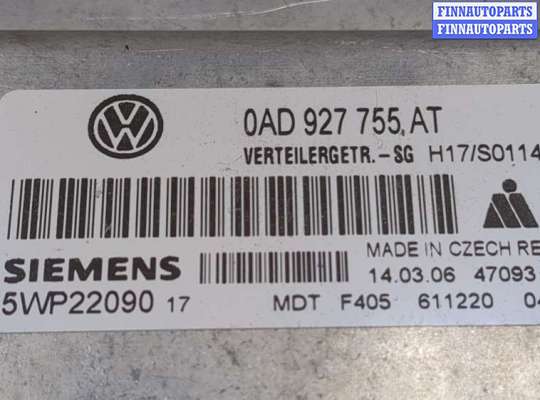 FINNAUTOPARTS
FINNAUTOPARTS
0AD 927 755 AT
VERTEILERGETR.-SG H17/S0114
MADE IN CZECH RE
SIEMENS
14.03.06 47093
5WP22090 17
MDT F405 611220 04